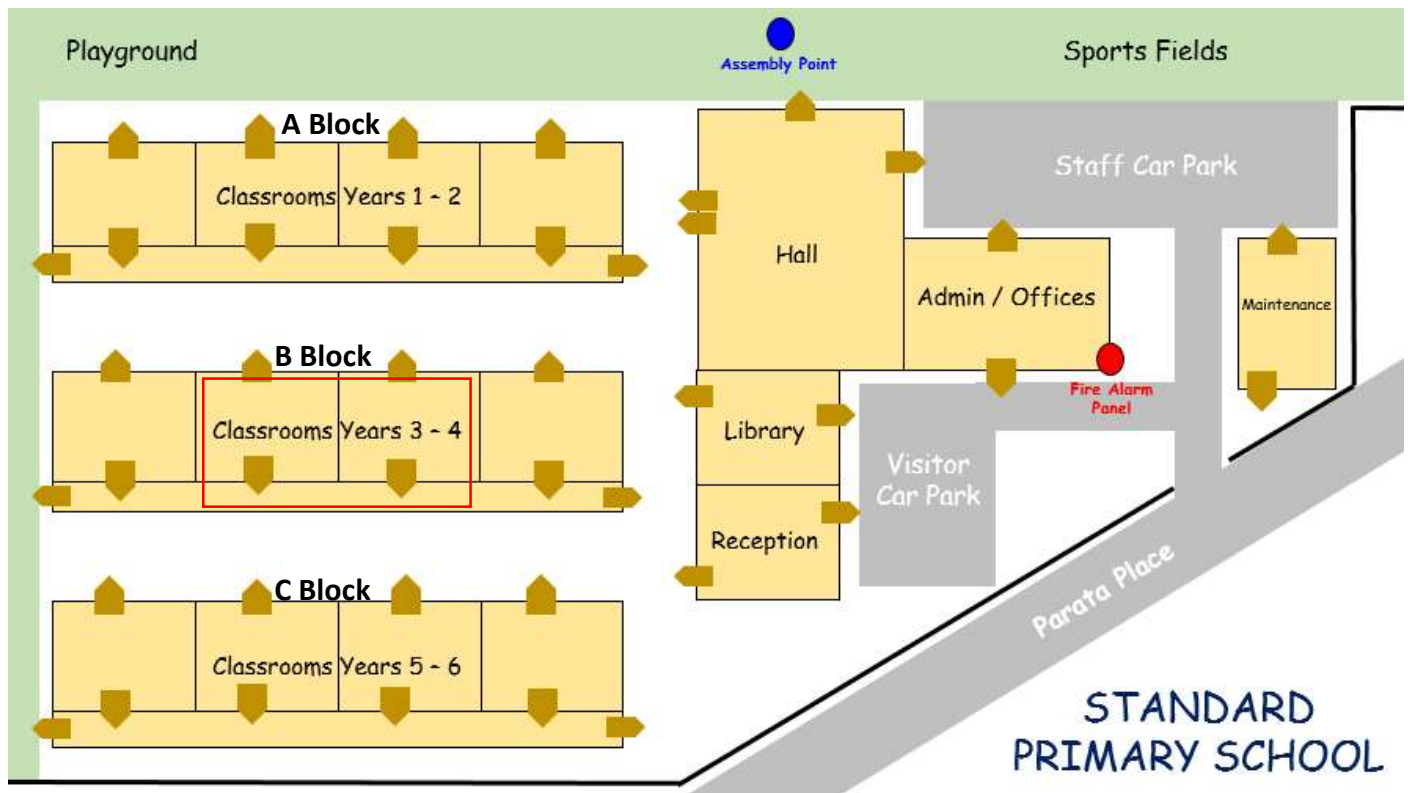 Playground
Assembly Point
Sports Fields
A Block
Classrooms Years 1 - 2
Staff Car Park
Hall
Admin / Offices
Maintenance
B Block
Classrooms Years 3 - 4
Library
Fire Alarm
Panel
Visitor
Car Park
Reception
C Block
Classrooms Years 5 - 6
Parata Place
STANDARD
PRIMARY SCHOOL